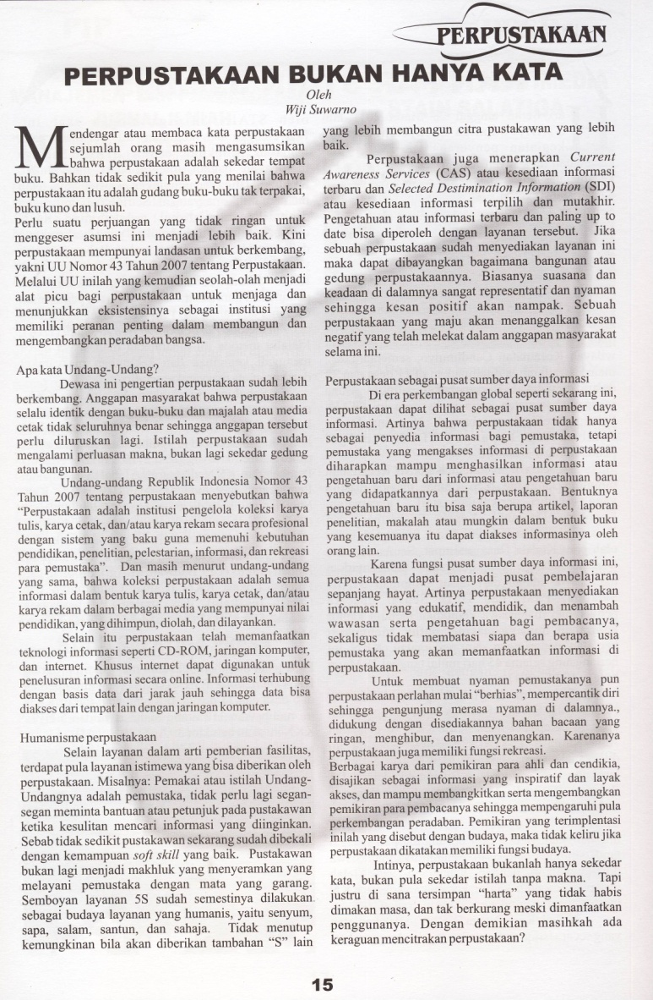 PERPUSTAKAAN
PERPUSTAKAAN BUKAN HANYA KATA
Oleh
Wiji Suwarno
Mendengar atau membaca kata perpustakaan
sejumlah orang masih mengasumsikan
bahwa perpustakaan adalah sekedar tempat
buku. Bahkan tidak sedikit pula yang menilai bahwa
perpustakaan itu adalah gudang buku-buku tak terpakai,
buku kuno dan lusuh.
Perlu suatu perjuangan yang tidak ringan untuk
menggeser asumsi ini menjadi lebih baik. Kini
perpustakaan mempunyai landasan untuk berkembang,
yakni UU Nomor 43 Tahun 2007 tentang Perpustakaan.
Melalui UU inilah yang kemudian seolah-olah menjadi
alat picu bagi perpustakaan untuk menjaga dan
menunjukkan eksistensinya sebagai institusi yang
memiliki peranan penting dalam membangun dan
mengembangkan peradaban bangsa.
Apa kata Undang-Undang?
Dewasa ini pengertian perpustakaan sudah lebih
berkembang. Anggapan masyarakat bahwa perpustakaan
selalu identik dengan buku-buku dan majalah atau media
cetak tidak seluruhnya benar sehingga anggapan tersebut
perlu diluruskan lagi. Istilah perpustakaan sudah
mengalami perluasan makna, bukan lagi sekedar gedung
atau bangunan.
Undang-undang Republik Indonesia Nomor 43
Tahun 2007 tentang perpustakaan menyebutkan bahwa
“Perpustakaan adalah institusi pengelola koleksi karya
tulis, karya cetak, dan/atau karya rekam secara profesional
dengan sistem yang baku guna memenuhi kebutuhan
pendidikan, penelitian, pelestarian, informasi, dan rekreasi
para pemustaka”. Dan masih menurut undang-undang
yang sama, bahwa koleksi perpustakaan adalah semua
informasi dalam bentuk karya tulis, karya cetak, dan/atau
karya rekam dalam berbagai media yang mempunyai nilai
pendidikan, yang dihimpun, diolah, dan dilayankan.
Selain itu perpustakaan telah memanfaatkan
teknologi informasi seperti CD-ROM, jaringan komputer,
dan internet. Khusus internet dapat digunakan untuk
penelusuran informasi secara online. Informasi terhubung
dengan basis data dari jarak jauh sehingga data bisa
diakses dari tempat lain dengan jaringan komputer.
Humanisme perpustakaan
Selain layanan dalam arti pemberian fasilitas,
terdapat pula layanan istimewa yang bisa diberikan oleh
perpustakaan. Misalnya: Pemakai atau istilah Undang-
Undangnya adalah pemustaka, tidak perlu lagi segan-
segan meminta bantuan atau petunjuk pada pustakawan
ketika kesulitan mencari informasi yang diinginkan.
Sebab tidak sedikit pustakawan sekarang sudah dibekali
dengan kemampuan soft skill yang baik. Pustakawan
bukan lagi menjadi makhluk yang menyeramkan yang
melayani pemustaka dengan mata yang garang.
Semboyan layanan 5S sudah semestinya dilakukan
sebagai budaya layanan yang humanis, yaitu senyum,
sapa, salam, santun, dan sahaja. Tidak menutup
kemungkinan bila akan diberikan tambahan “S” lain
yang lebih membangun citra pustakawan yang lebih
baik.
Perpustakaan juga menerapkan Current
Awareness Services (CAS) atau kesediaan informasi
terbaru dan Selected Destimination Information (SDI)
atau kesediaan informasi terpilih dan mutakhir.
Pengetahuan atau informasi terbaru dan paling up to
date bisa diperoleh dengan layanan tersebut. Jika
sebuah perpustakaan sudah menyediakan layanan ini
maka dapat dibayangkan bagaimana bangunan atau
gedung perpustakaannya. Biasanya suasana dan
keadaan di dalamnya sangat representatif dan nyaman
sehingga kesan positif akan nampak. Sebuah
perpustakaan yang maju akan menanggalkan kesan
negatif yang telah melekat dalam anggapan masyarakat
selama ini.
Perpustakaan sebagai pusat sumber daya informasi
Di era perkembangan global seperti sekarang ini,
perpustakaan dapat dilihat sebagai pusat sumber daya
informasi. Artinya bahwa perpustakaan tidak hanya
sebagai penyedia informasi bagi pemustaka, tetapi
pemustaka yang mengakses informasi di perpustakaan
diharapkan mampu menghasilkan informasi atau
pengetahuan baru dari informasi atau pengetahuan baru
yang didapatkannya dari perpustakaan. Bentuknya
pengetahuan baru itu bisa saja berupa artikel, laporan
penelitian, makalah atau mungkin dalam bentuk buku
yang kesemuanya itu dapat diakses informasinya oleh
orang lain.
Karena fungsi pusat sumber daya informasi ini,
perpustakaan dapat menjadi pusat pembelajaran
sepanjang hayat. Artinya perpustakaan menyediakan
informasi yang edukatif, mendidik, dan menambah
wawasan serta pengetahuan bagi pembacanya,
sekaligus tidak membatasi siapa dan berapa usia
pemustaka yang akan memanfaatkan informasi di
perpustakaan.
Untuk membuat nyaman pemustakanya pun
perpustakaan perlahan mulai “berhias”, mempercantik diri
sehingga pengunjung merasa nyaman di dalamnya.,
didukung dengan disediakannya bahan bacaan yang
ringan, menghibur, dan menyenangkan. Karenanya
perpustakaan juga memiliki fungsi rekreasi.
Berbagai karya dari pemikiran para ahli dan cendikia,
disajikan sebagai informasi yang inspiratif dan layak
akses, dan mampu membangkitkan serta mengembangkan
pemikiran para pembacanya sehingga mempengaruhi pula
perkembangan peradaban. Pemikiran yang terimplentasi
inilah yang disebut dengan budaya, maka tidak keliru jika
perpustakaan dikatakan memiliki fungsi budaya.
Intinya, perpustakaan bukanlah hanya sekedar
kata, bukan pula sekedar istilah tanpa makna. Tapi
justru di sana tersimpan “harta” yang tidak habis
dimakan masa, dan tak berkurang meski dimanfaatkan
penggunanya. Dengan demikian masihkah ada
keraguan mencitrakan perpustakaan?
15